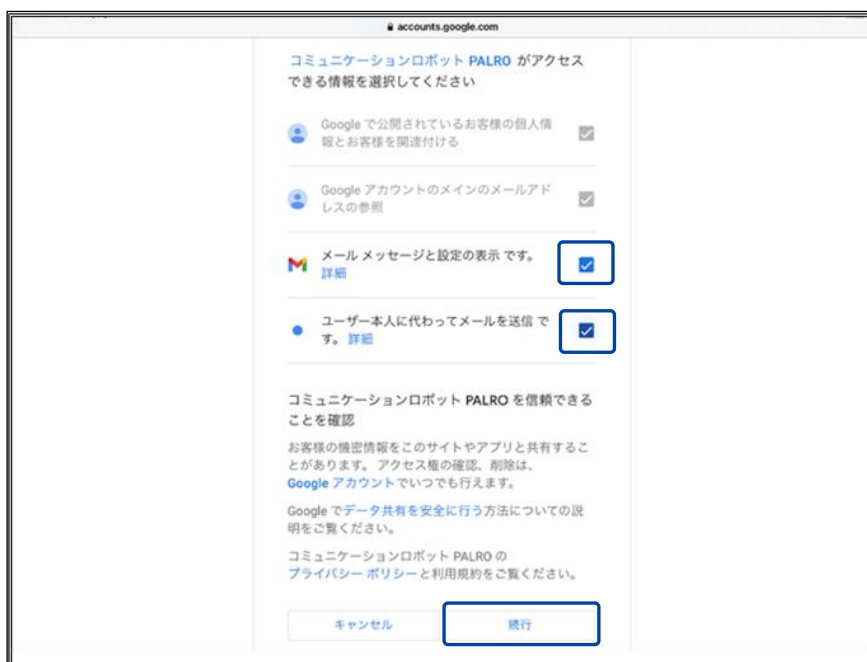 accounts.google.com
コミュニケーションロボット PALRO がアクセス
できる情報を選択してください
Google で公開されているお客様の個人情
報とお客様を関連付ける
Google アカウントのメインのメールアド
レスの参照
メール メッセージと設定の表示 です。
詳細
ユーザー本人に代わってメールを送信 で
す。 詳細
コミュニケーションロボット PALRO を信頼できる
ことを確認
お客様の機密情報をこのサイトやアプリと共有するこ
とがあります。 アクセス権の確認、削除は、
Google アカウントでいつでも行えます。
Google でデータ共有を安全に行う方法についての説
明をご覧ください。
コミュニケーションロボット PALRO の
プライバシー ポリシーと利用規約をご覧ください。
キャンセル
続行